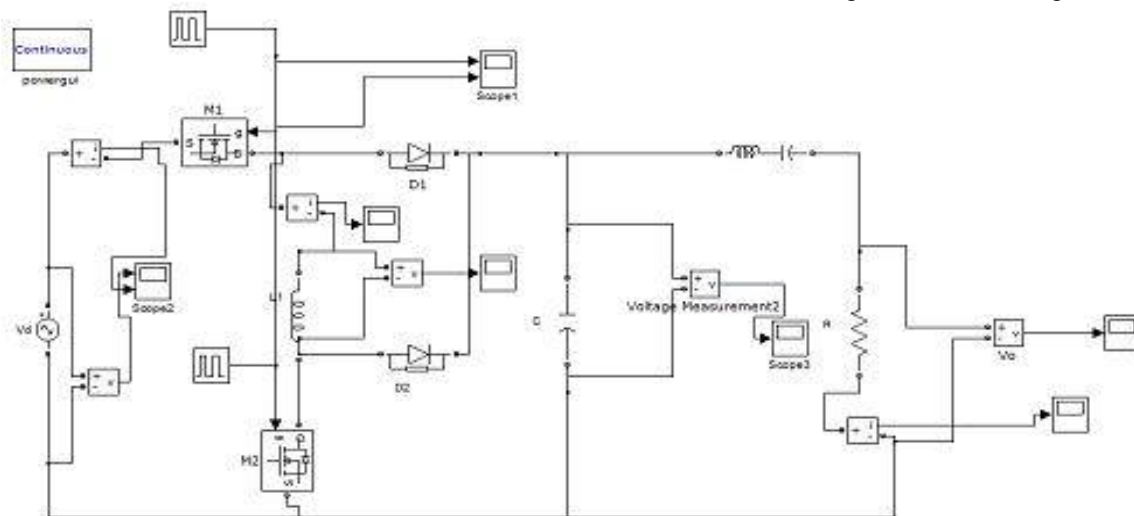 Continuous
powergui
M1
g
S
D
Scope1
D1
+
i
-
+
i
-
L1
+
v
-
+
v
-
Voltage Measurement2
C
Scope2
Vd
+
v
-
R
+
v
-
Vo
Scope3
D2
M2
+
i
-